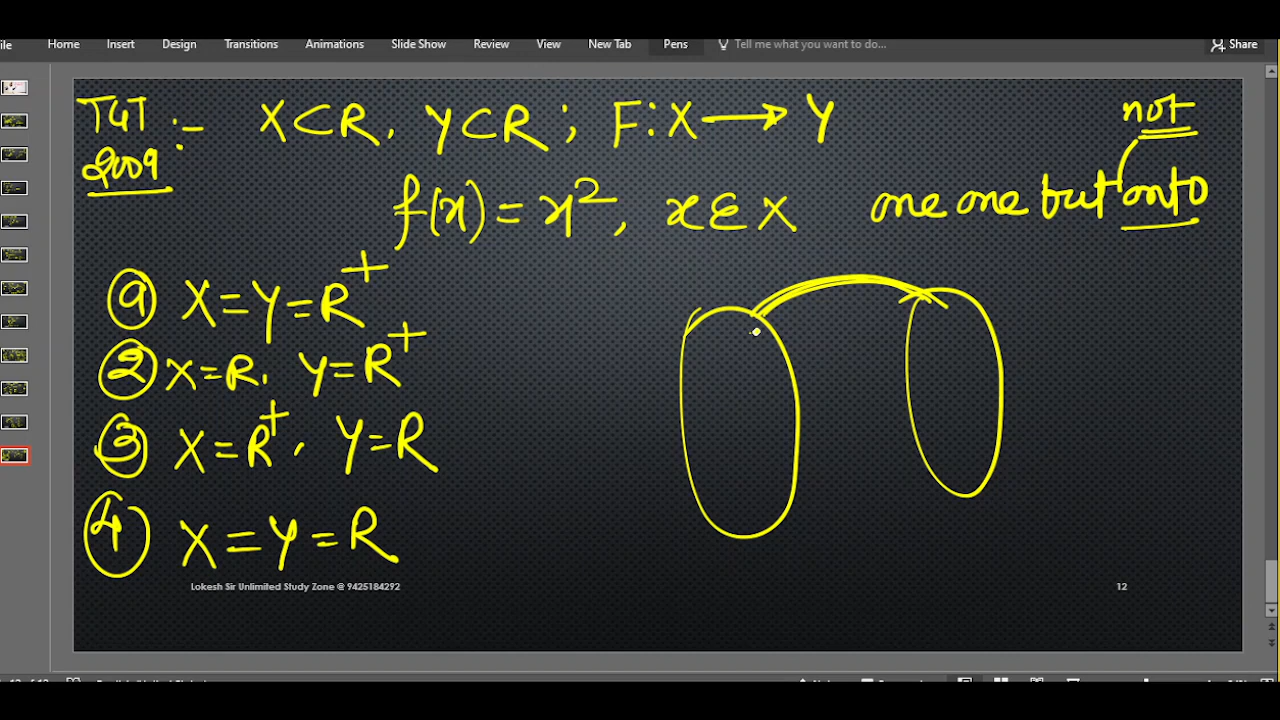 File Home Insert Design Transitions Animations Slide Show Review View New Tab Pens Tell me what you want to do... Share
TGT 2009 :- X⊂R, Y⊂R ; F:X⟶Y
f(x) = x², x∈X one one but not onto
① X=Y=R⁺
② X=R, Y=R⁺
③ X=R⁺, Y=R
④ X=Y=R
Lokesh Sir Unlimited Study Zone @ 9425184292
12